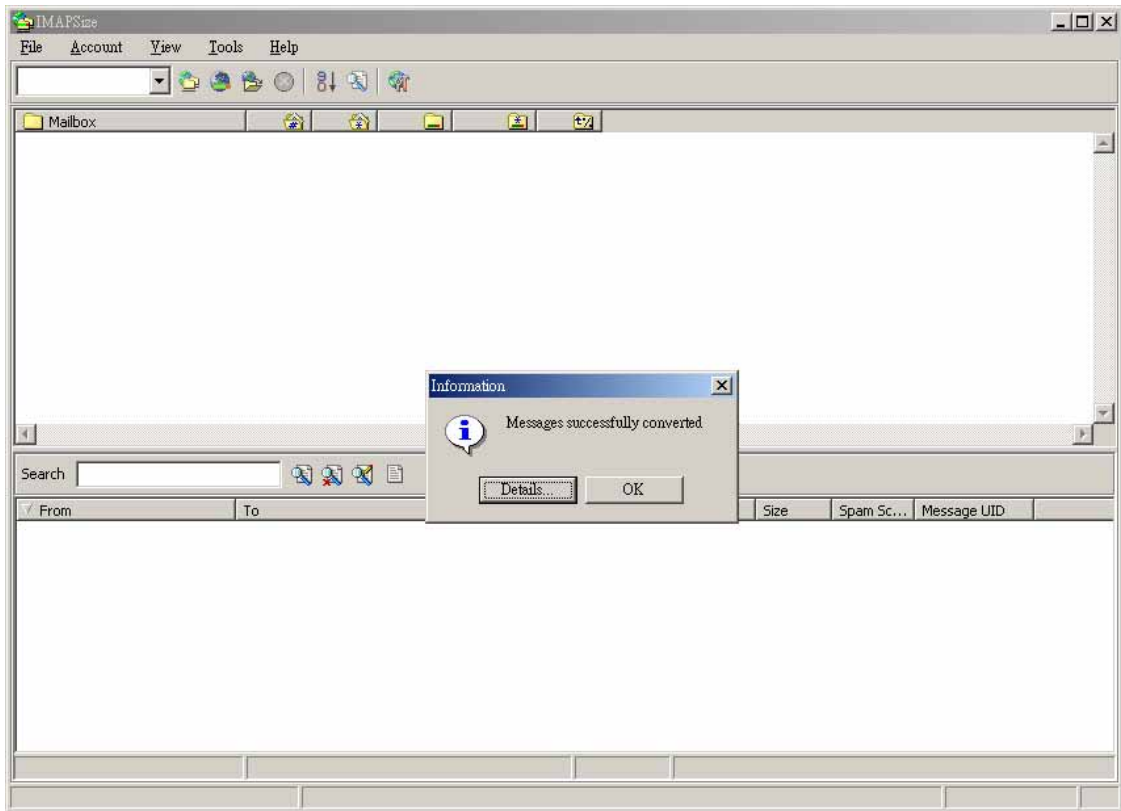 IMAPSize
File Account View Tools Help
Mailbox
Information
Messages successfully converted
Details... OK
Search
From To Size Spam Sc... Message UID